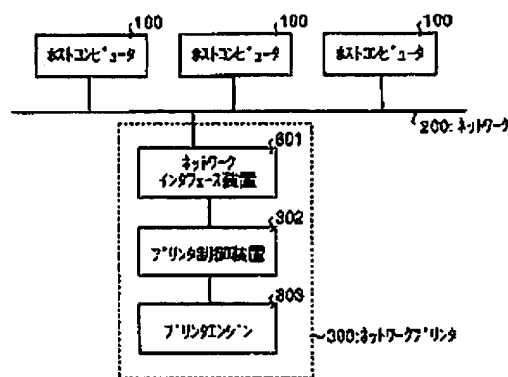 100 100 100
ホストコンピュータ ホストコンピュータ ホストコンピュータ
200:ネットワーク
301
ネットワーク
インタフェース装置
302
プリンタ制御装置
303
プリンタエンジン
300:ネットワークプリンタ